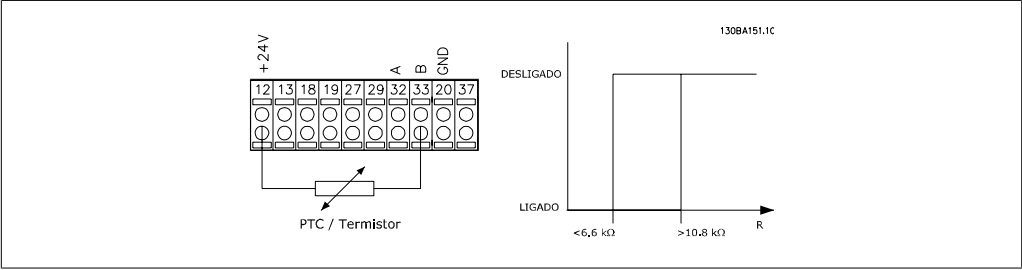 130BA151.10
+24V
A
B
GND
12 13 18 19 27 29 32 33 20 37
PTC / Termistor
DESLIGADO
LIGADO
<6.6 kΩ
>10.8 kΩ
R